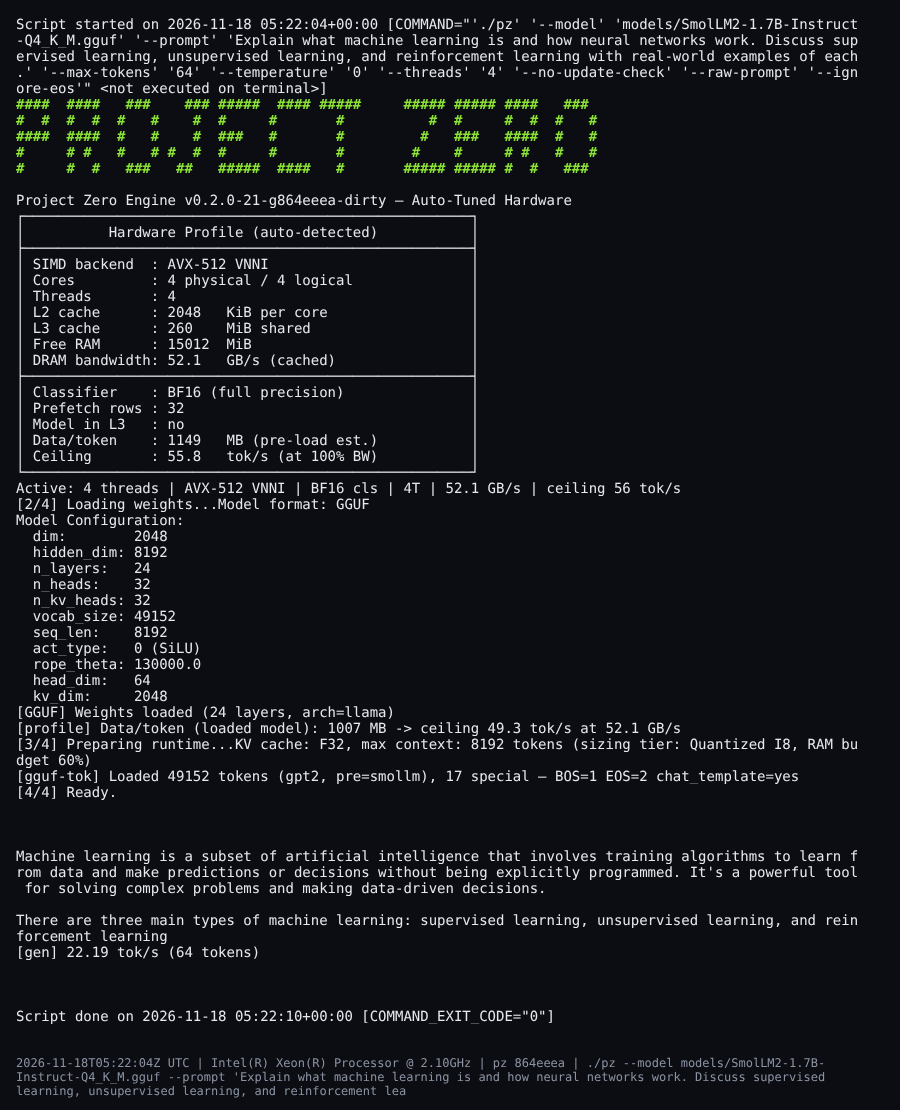 Script started on 2026-11-18 05:22:04+00:00 [COMMAND="'./pz' '--model' 'models/SmolLM2-1.7B-Instruct
-Q4_K_M.gguf' '--prompt' 'Explain what machine learning is and how neural networks work. Discuss sup
ervised learning, unsupervised learning, and reinforcement learning with real-world examples of each
.' '--max-tokens' '64' '--temperature' '0' '--threads' '4' '--no-update-check' '--raw-prompt' '--ign
ore-eos'" <not executed on terminal>]
PROJECT ZERO
Project Zero Engine v0.2.0-21-g864eeea-dirty — Auto-Tuned Hardware
Hardware Profile (auto-detected)
SIMD backend : AVX-512 VNNI
Cores : 4 physical / 4 logical
Threads : 4
L2 cache : 2048 KiB per core
L3 cache : 260 MiB shared
Free RAM : 15012 MiB
DRAM bandwidth: 52.1 GB/s (cached)
Classifier : BF16 (full precision)
Prefetch rows : 32
Model in L3 : no
Data/token : 1149 MB (pre-load est.)
Ceiling : 55.8 tok/s (at 100% BW)
Active: 4 threads | AVX-512 VNNI | BF16 cls | 4T | 52.1 GB/s | ceiling 56 tok/s
[2/4] Loading weights...Model format: GGUF
Model Configuration:
dim: 2048
hidden_dim: 8192
n_layers: 24
n_heads: 32
n_kv_heads: 32
vocab_size: 49152
seq_len: 8192
act_type: 0 (SiLU)
rope_theta: 130000.0
head_dim: 64
kv_dim: 2048
[GGUF] Weights loaded (24 layers, arch=llama)
[profile] Data/token (loaded model): 1007 MB -> ceiling 49.3 tok/s at 52.1 GB/s
[3/4] Preparing runtime...KV cache: F32, max context: 8192 tokens (sizing tier: Quantized I8, RAM bu
dget 60%)
[gguf-tok] Loaded 49152 tokens (gpt2, pre=smollm), 17 special — BOS=1 EOS=2 chat_template=yes
[4/4] Ready.
Machine learning is a subset of artificial intelligence that involves training algorithms to learn f
rom data and make predictions or decisions without being explicitly programmed. It's a powerful tool
for solving complex problems and making data-driven decisions.
There are three main types of machine learning: supervised learning, unsupervised learning, and rein
forcement learning
[gen] 22.19 tok/s (64 tokens)
Script done on 2026-11-18 05:22:10+00:00 [COMMAND_EXIT_CODE="0"]
2026-11-18T05:22:04Z UTC | Intel(R) Xeon(R) Processor @ 2.10GHz | pz 864eeea | ./pz --model models/SmolLM2-1.7B-
Instruct-Q4_K_M.gguf --prompt 'Explain what machine learning is and how neural networks work. Discuss supervised
learning, unsupervised learning, and reinforcement lea